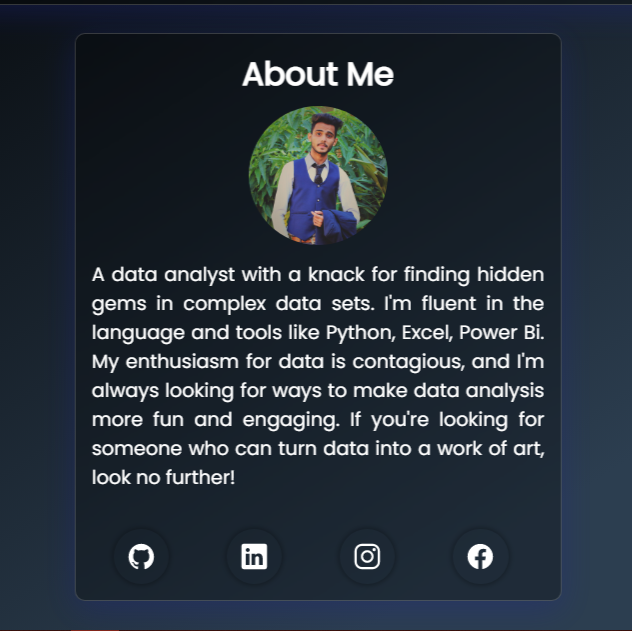 About Me
A data analyst with a knack for finding hidden
gems in complex data sets. I'm fluent in the
language and tools like Python, Excel, Power Bi.
My enthusiasm for data is contagious, and I'm
always looking for ways to make data analysis
more fun and engaging. If you're looking for
someone who can turn data into a work of art,
look no further!
in